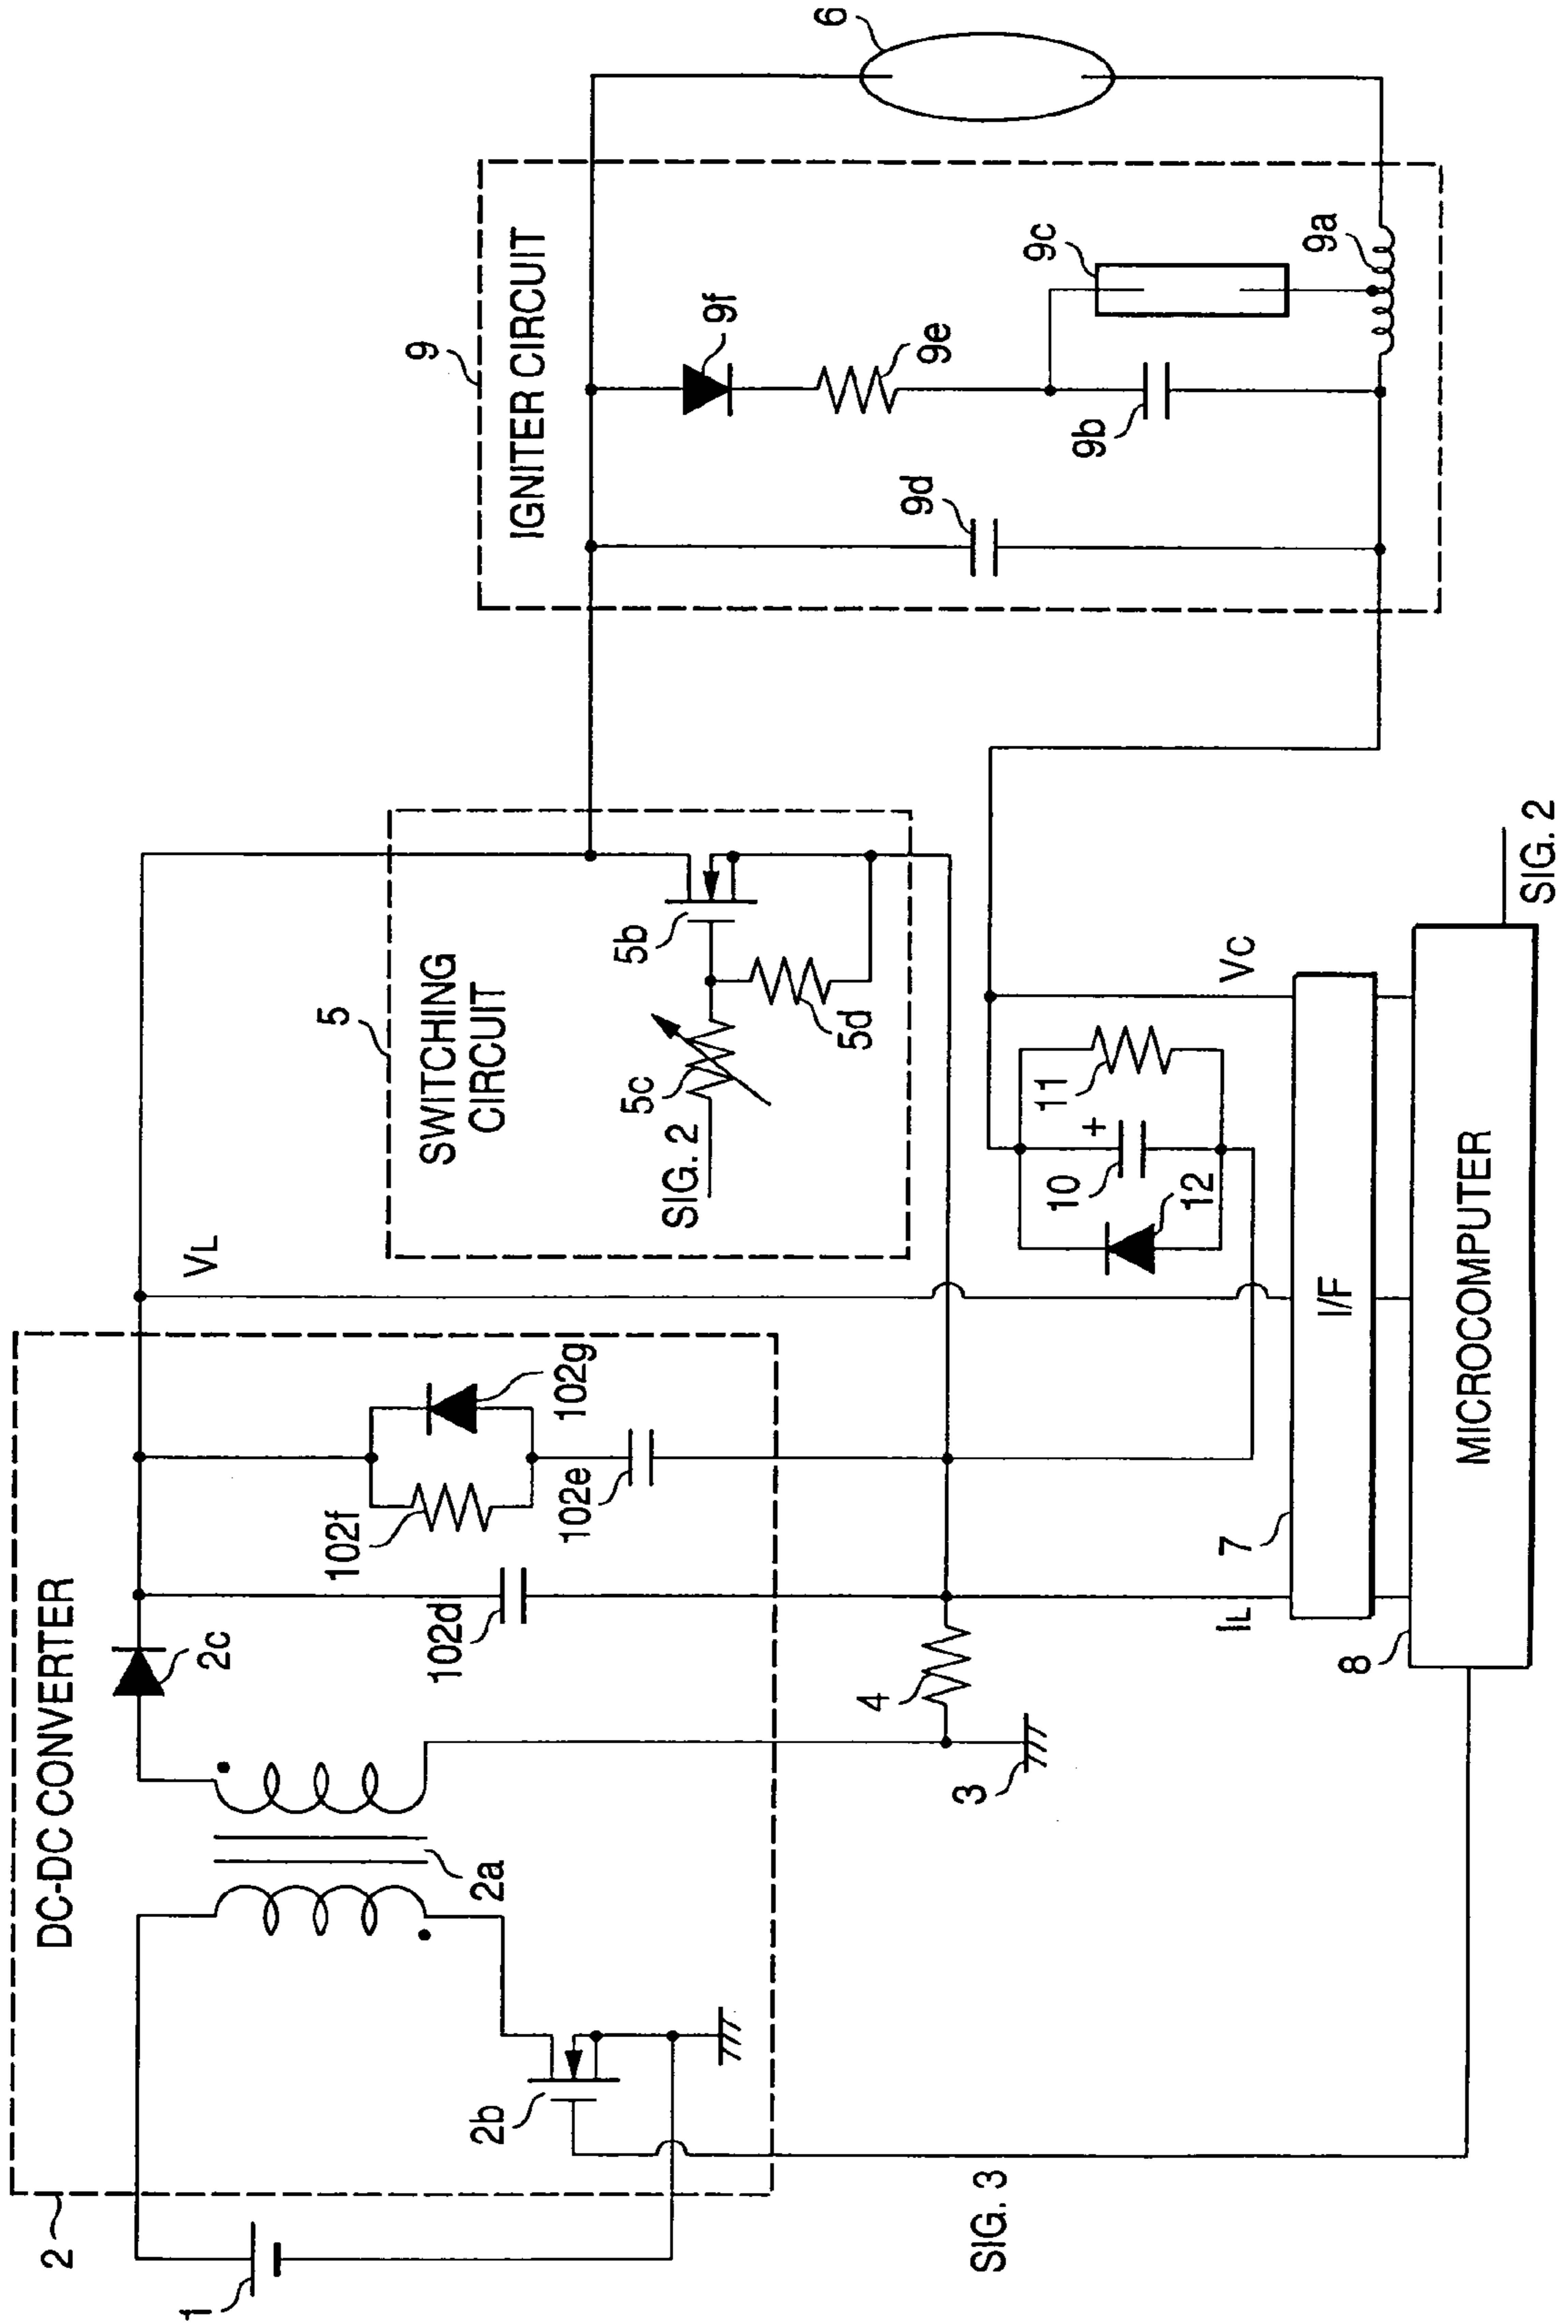 DC-DC CONVERTER
2
1
2a
2b
2c
102d
102e
102f
102g
VL
SWITCHING
CIRCUIT
5
5b
5c
5d
SIG. 2
IGNITER CIRCUIT
9
9a
9b
9c
9d
9e
9f
6
3
4
10
+
11
12
VC
IL
7
I/F
8
MICROCOMPUTER
SIG. 2
SIG. 3